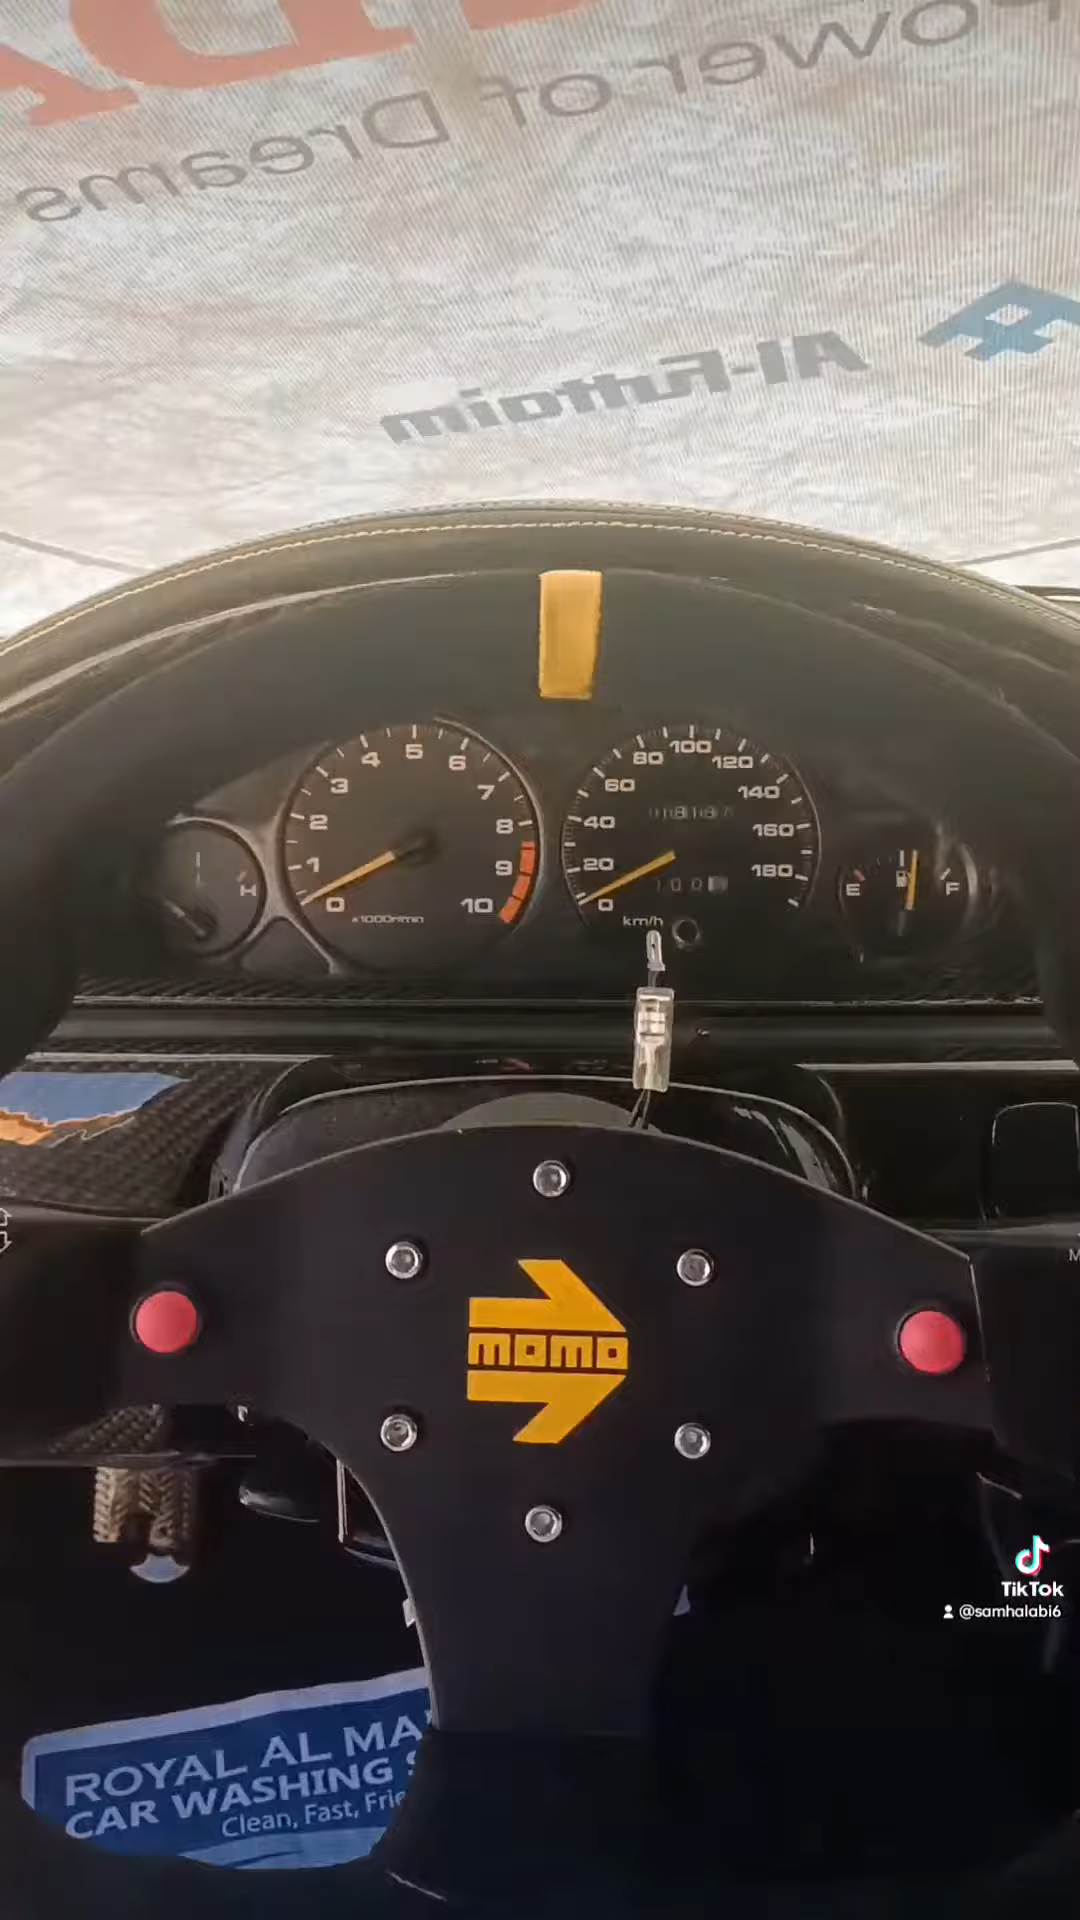 Power of Dreams
Al-Futtaim
H
0 1 2 3 4 5 6 7 8 9 10
x1000r/min
0 20 40 60 80 100 120 140 160 180
km/h
E F
momo
TikTok
@samhalabi6
ROYAL AL
CAR WASHING
Clean, Fast,